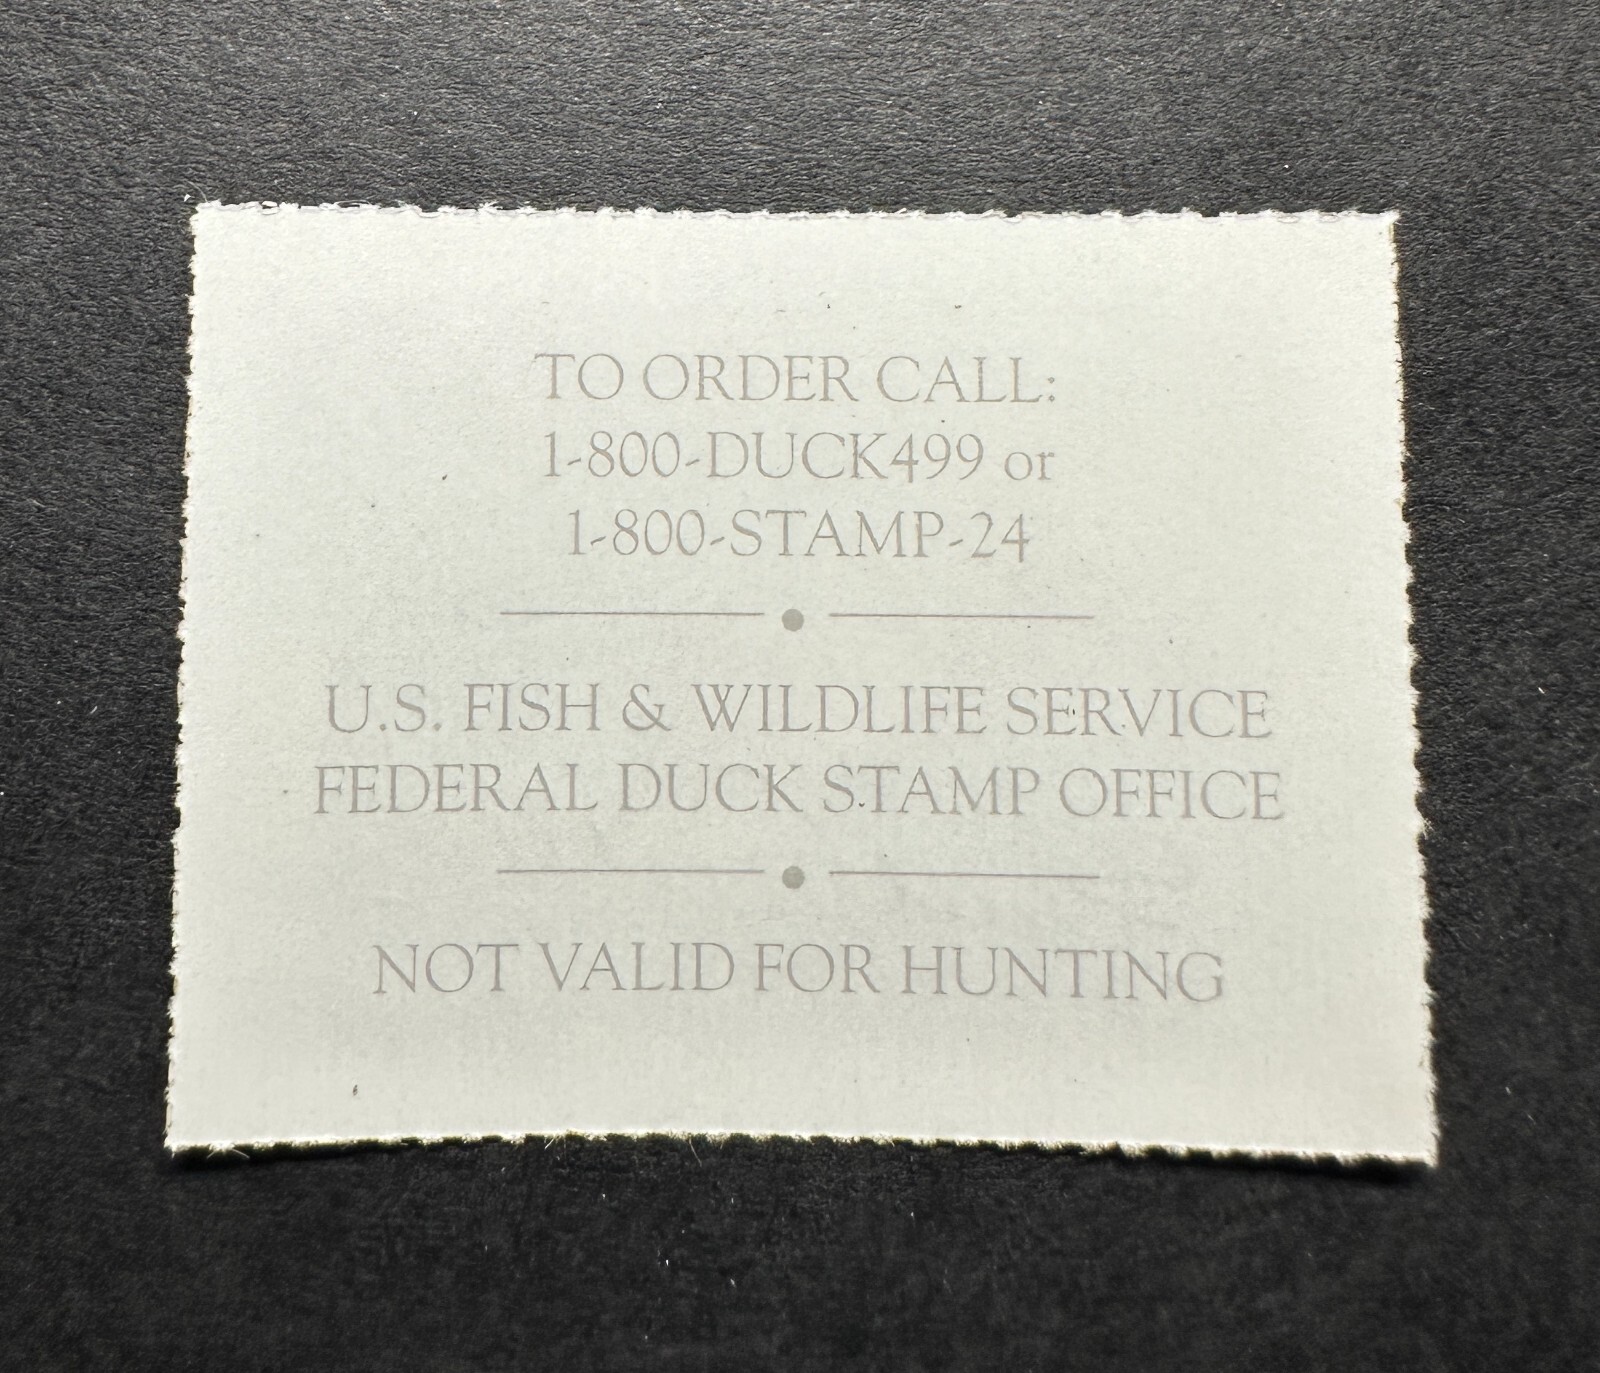 TO ORDER CALL:
1-800-DUCK499 or
1-800-STAMP-24
U.S. FISH & WILDLIFE SERVICE
FEDERAL DUCK STAMP OFFICE
NOT VALID FOR HUNTING